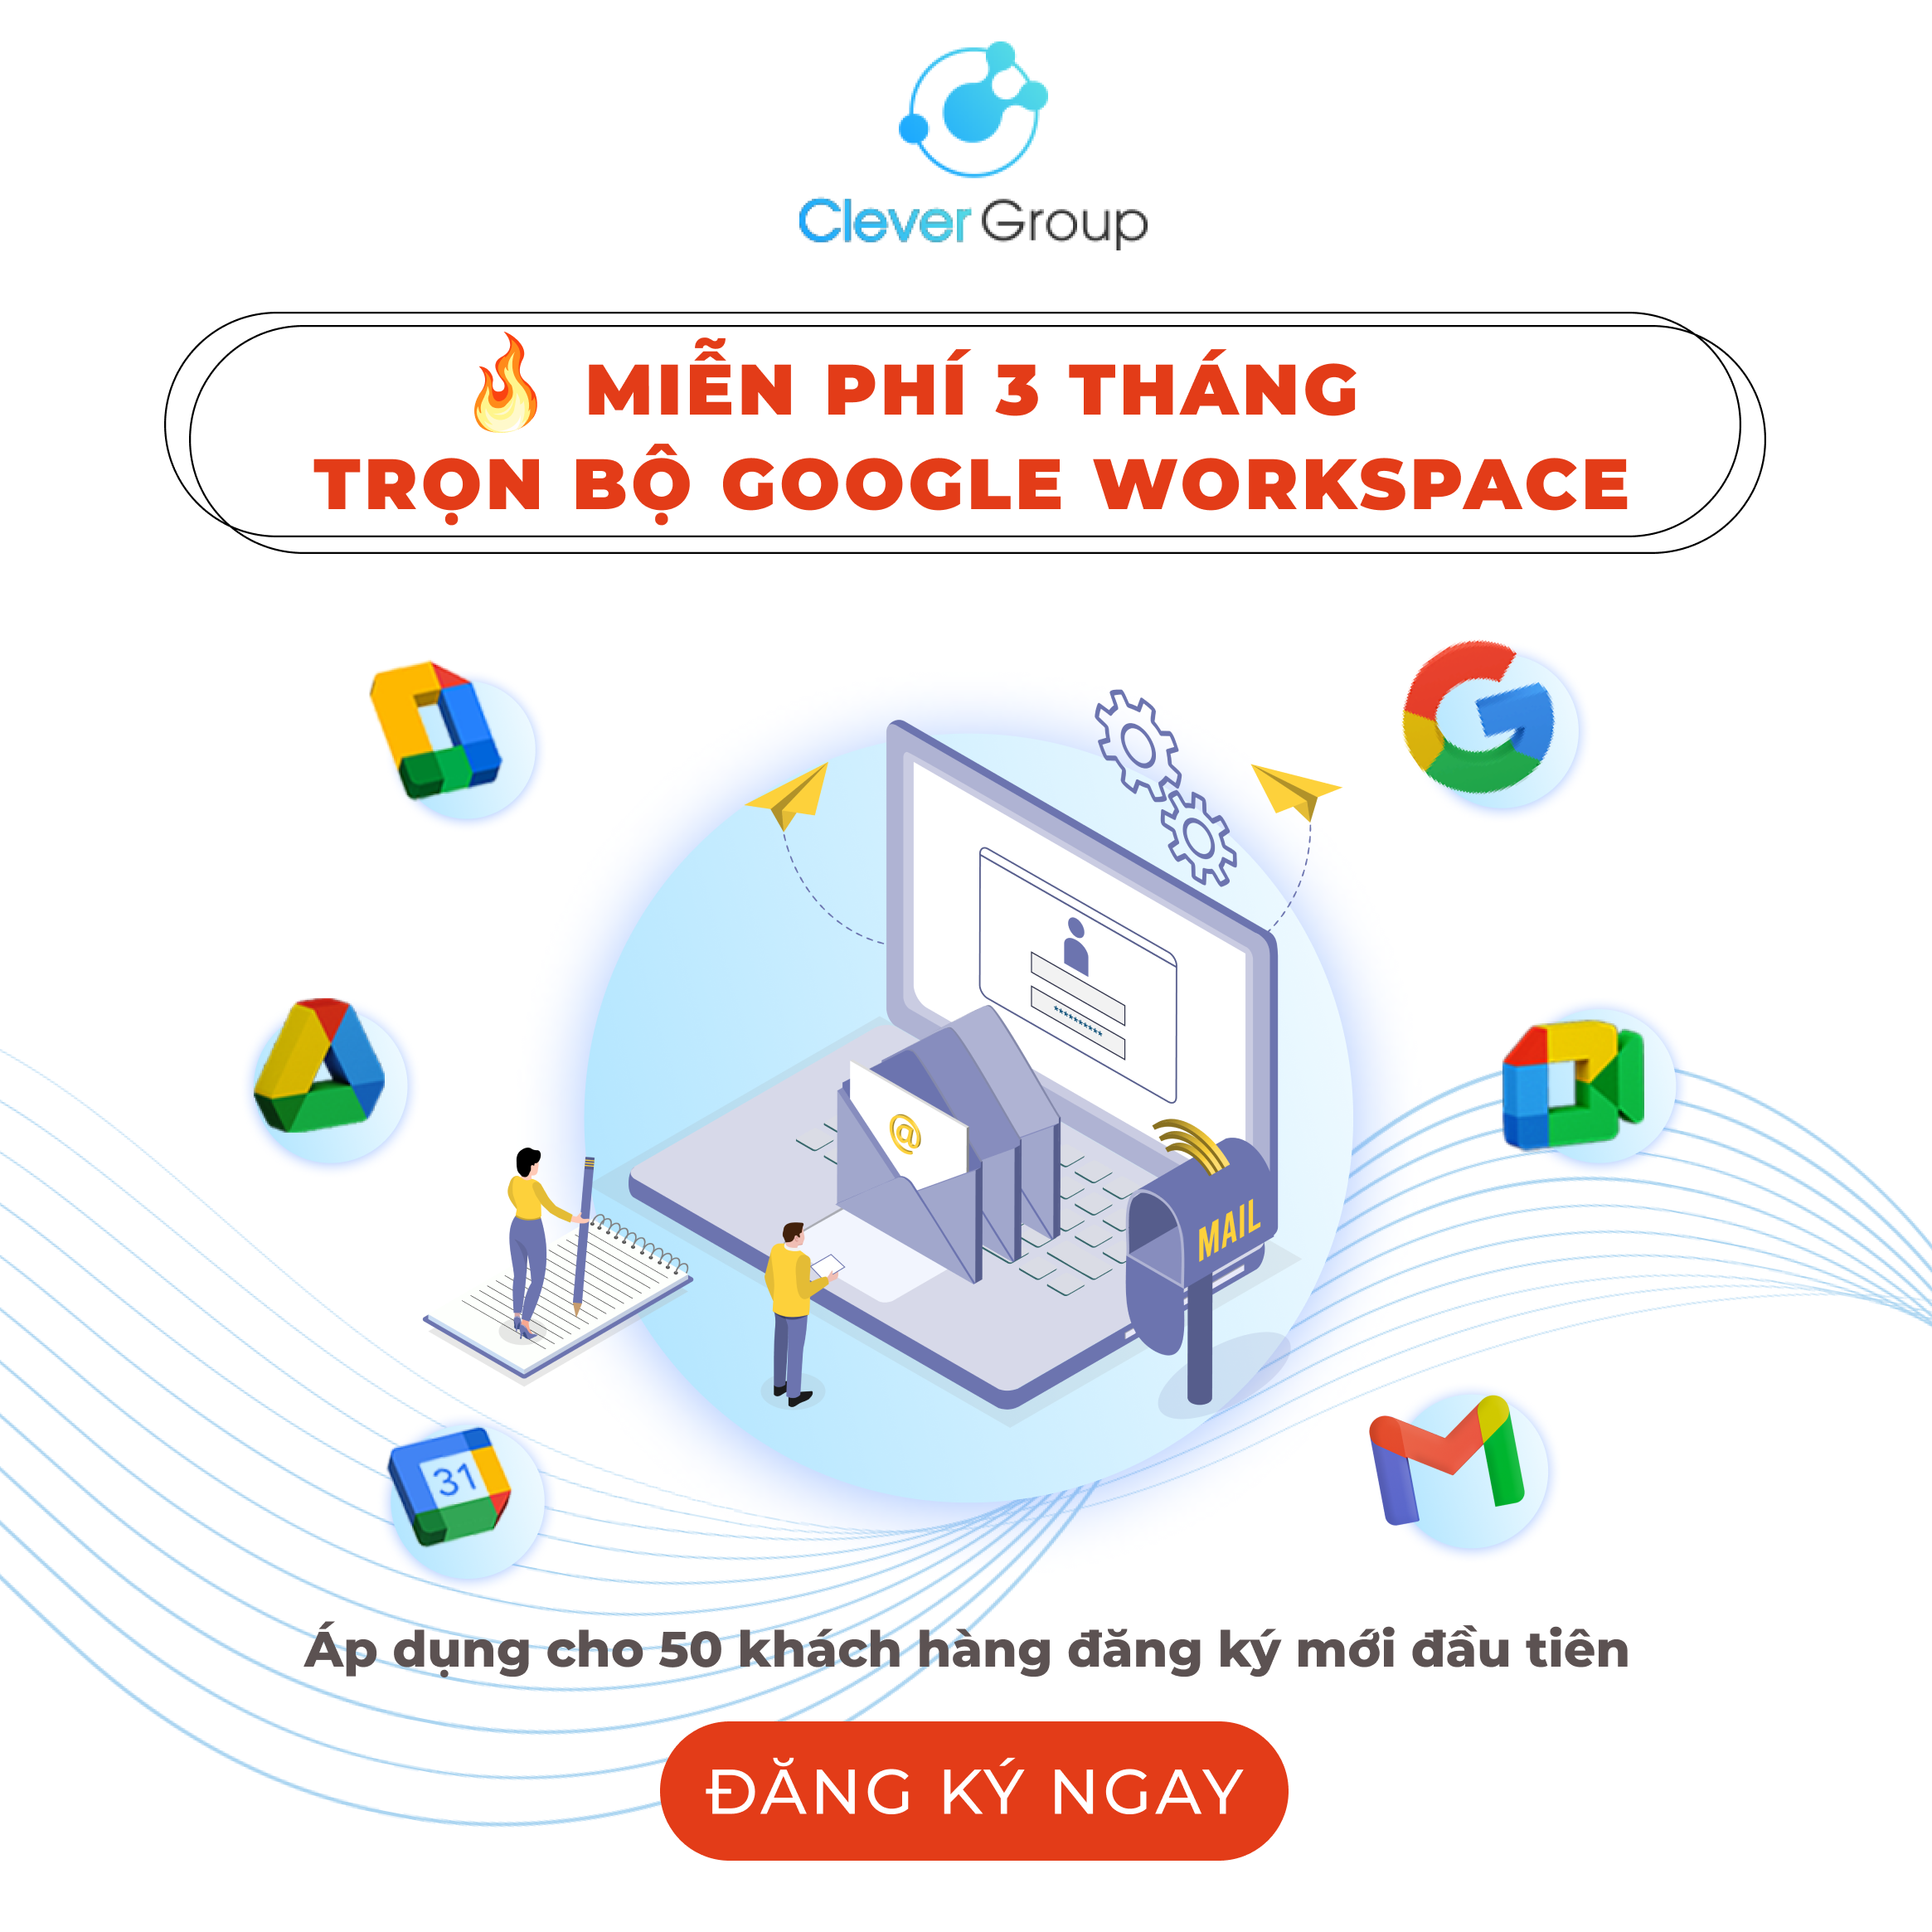 Clever Group
MIỄN PHÍ 3 THÁNG
TRỌN BỘ GOOGLE WORKSPACE
**********
@
MAIL
31
Áp dụng cho 50 khách hàng đăng ký mới đầu tiên
ĐĂNG KÝ NGAY